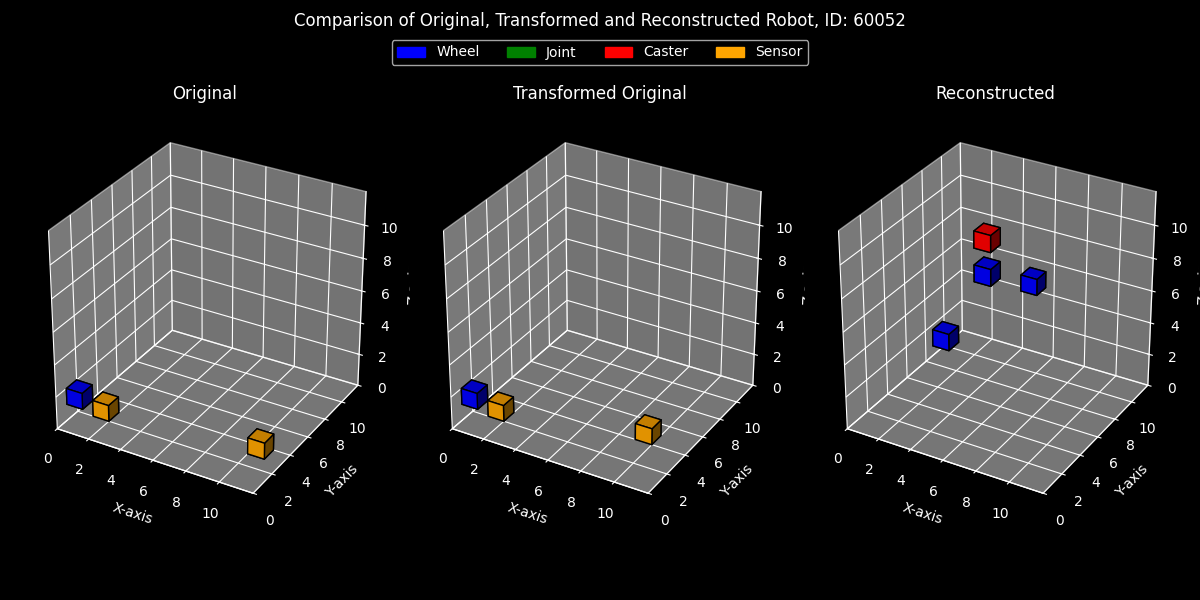 Comparison of Original, Transformed and Reconstructed Robot, ID: 60052
Wheel Joint Caster Sensor
Original
0 2 4 6 8 10
X-axis
0 2 4 6 8 10
Y-axis
0 2 4 6 8 10
Transformed Original
0 2 4 6 8 10
X-axis
0 2 4 6 8 10
Y-axis
0 2 4 6 8 10
Reconstructed
0 2 4 6 8 10
X-axis
0 2 4 6 8 10
Y-axis
0 2 4 6 8 10